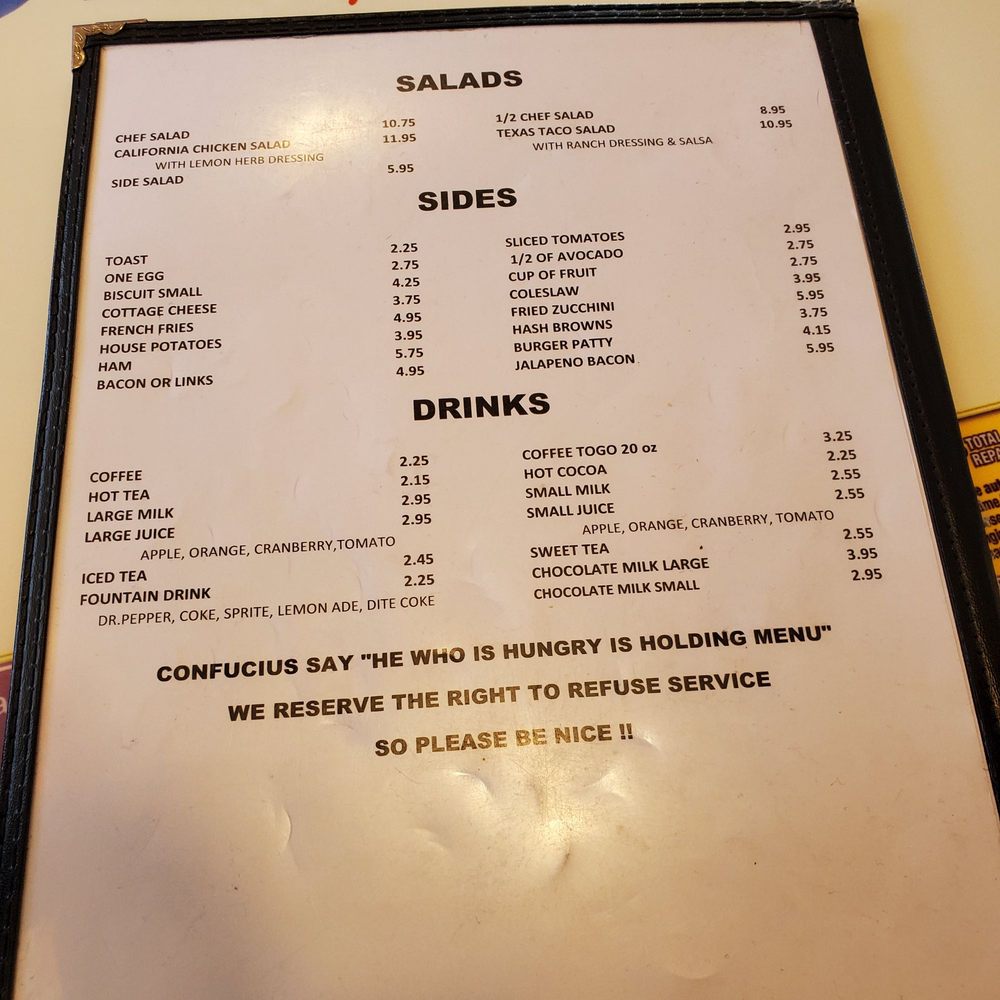 SALADS
CHEF SALAD 10.75
CALIFORNIA CHICKEN SALAD 11.95
WITH LEMON HERB DRESSING
SIDE SALAD 5.95
1/2 CHEF SALAD 8.95
TEXAS TACO SALAD 10.95
WITH RANCH DRESSING & SALSA
SIDES
TOAST 2.25
ONE EGG 2.75
BISCUIT SMALL 4.25
COTTAGE CHEESE 3.75
FRENCH FRIES 4.95
HOUSE POTATOES 3.95
HAM 5.75
BACON OR LINKS 4.95
SLICED TOMATOES 2.95
1/2 OF AVOCADO 2.75
CUP OF FRUIT 2.75
COLESLAW 3.95
FRIED ZUCCHINI 5.95
HASH BROWNS 3.75
BURGER PATTY 4.15
JALAPENO BACON 5.95
DRINKS
COFFEE 2.25
HOT TEA 2.15
LARGE MILK 2.95
LARGE JUICE 2.95
APPLE, ORANGE, CRANBERRY,TOMATO
ICED TEA 2.45
FOUNTAIN DRINK 2.25
DR.PEPPER, COKE, SPRITE, LEMON ADE, DITE COKE
COFFEE TOGO 20 oz 3.25
HOT COCOA 2.25
SMALL MILK 2.55
SMALL JUICE 2.55
APPLE, ORANGE, CRANBERRY, TOMATO
SWEET TEA 2.55
CHOCOLATE MILK LARGE 3.95
CHOCOLATE MILK SMALL 2.95
CONFUCIUS SAY "HE WHO IS HUNGRY IS HOLDING MENU"
WE RESERVE THE RIGHT TO REFUSE SERVICE
SO PLEASE BE NICE !!
TOTAL